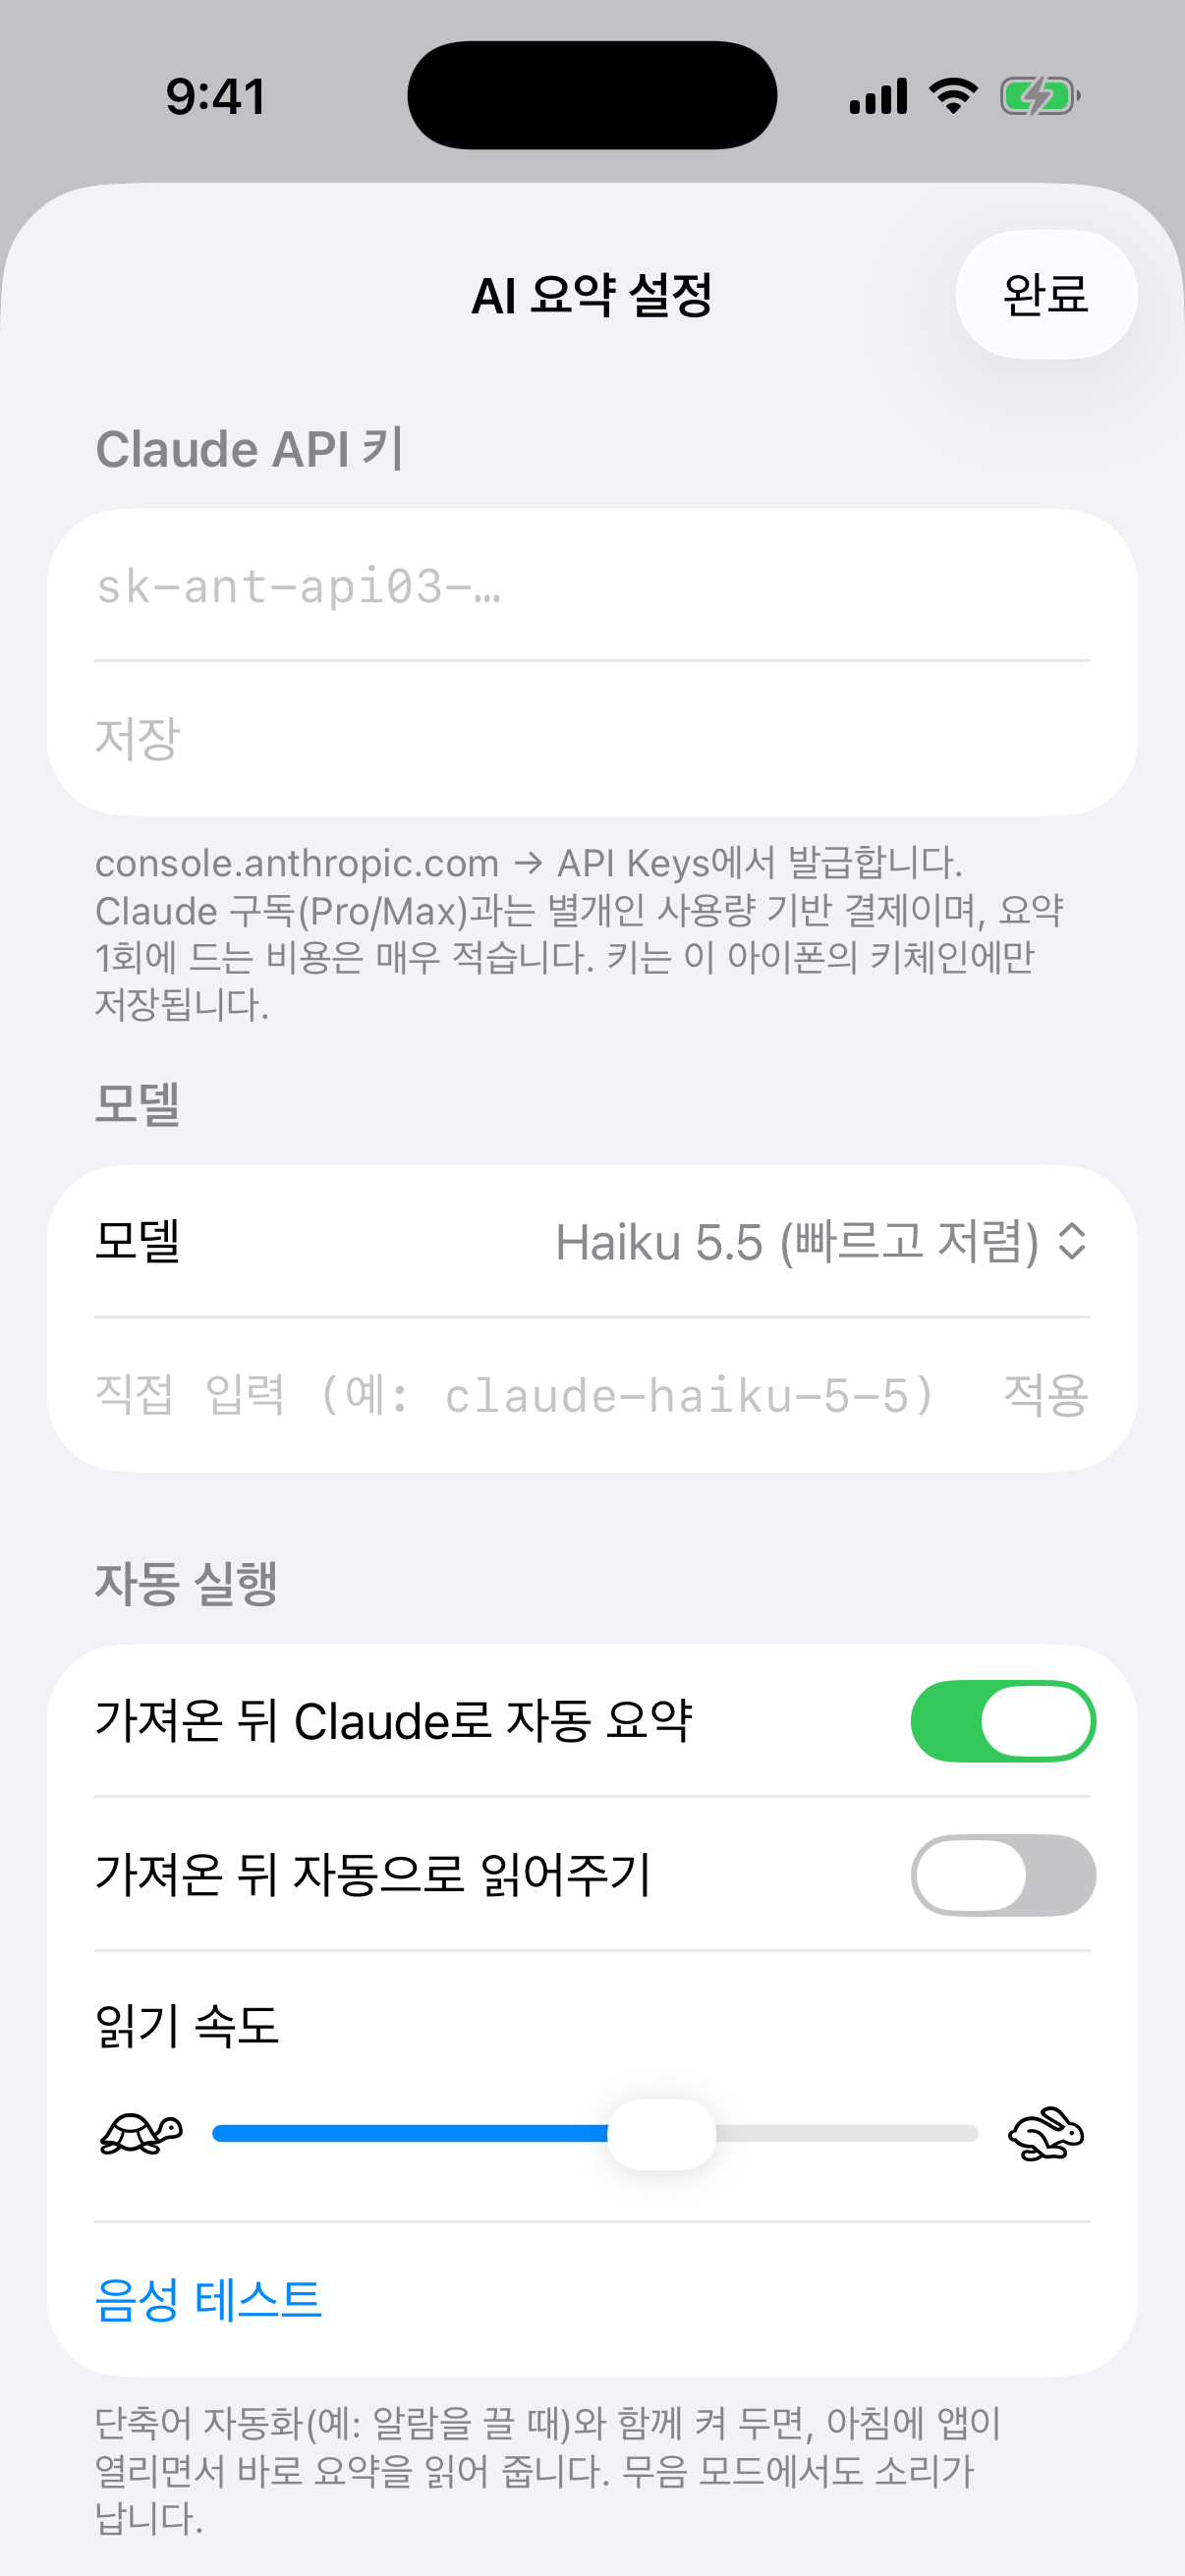 9:41
AI 요약 설정
완료
Claude API 키
sk-ant-api03-…
저장
console.anthropic.com → API Keys에서 발급합니다.
Claude 구독(Pro/Max)과는 별개인 사용량 기반 결제이며, 요약
1회에 드는 비용은 매우 적습니다. 키는 이 아이폰의 키체인에만
저장됩니다.
모델
모델
Haiku 5.5 (빠르고 저렴)
직접 입력 (예: claude-haiku-5-5)
적용
자동 실행
가져온 뒤 Claude로 자동 요약
가져온 뒤 자동으로 읽어주기
읽기 속도
음성 테스트
단축어 자동화(예: 알람을 끌 때)와 함께 켜 두면, 아침에 앱이
열리면서 바로 요약을 읽어 줍니다. 무음 모드에서도 소리가
납니다.